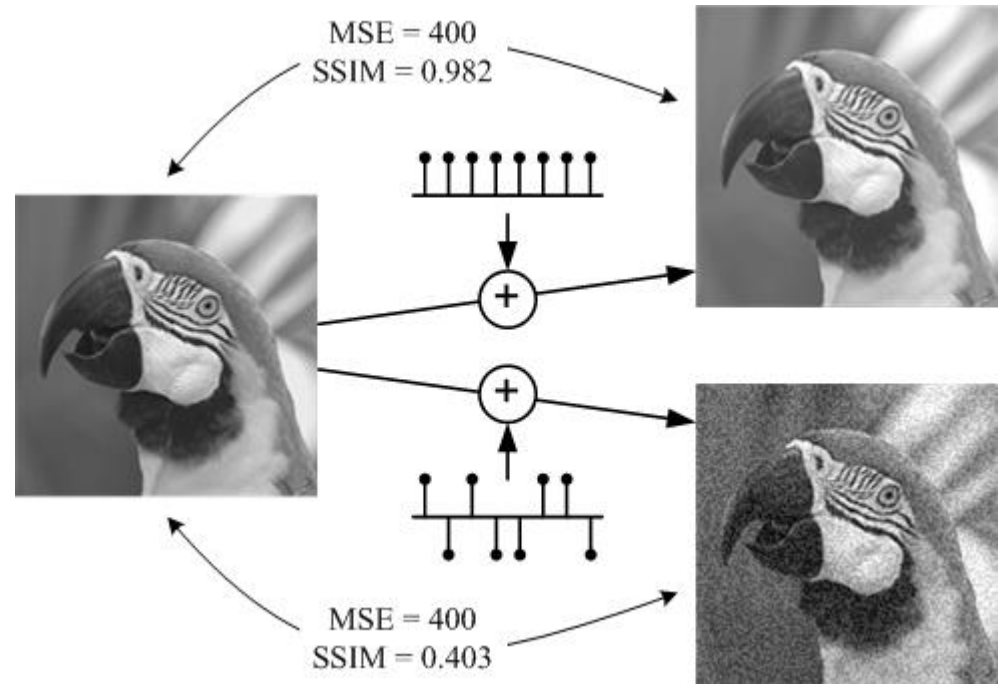 MSE = 400
SSIM = 0.982
+
+
MSE = 400
SSIM = 0.403